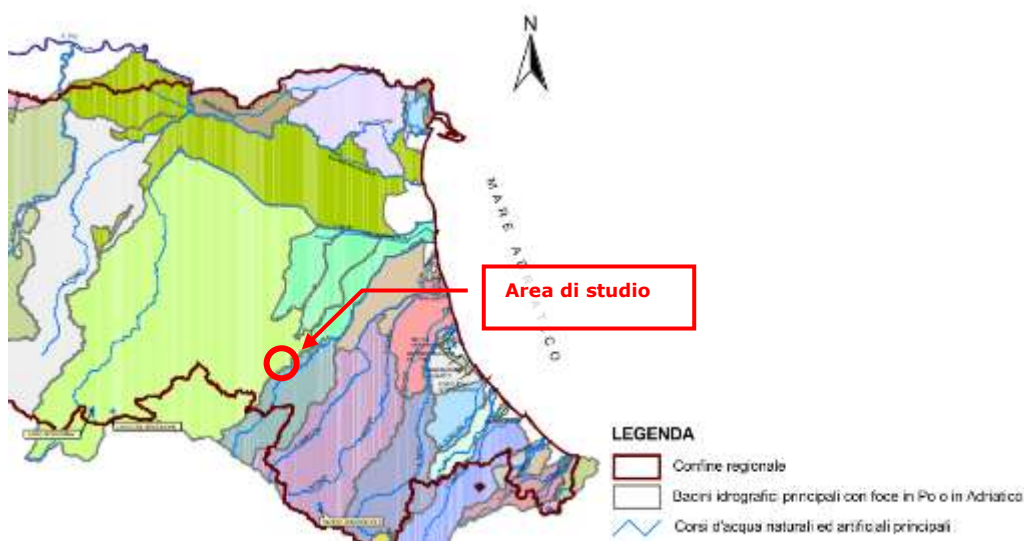 N
MARE ADRIATICO
Area di studio
LEGENDA
Confine regionale
Bacini idrografici principali con foce in Po o in Adriatico
Corsi d'acqua naturali ed artificiali principali